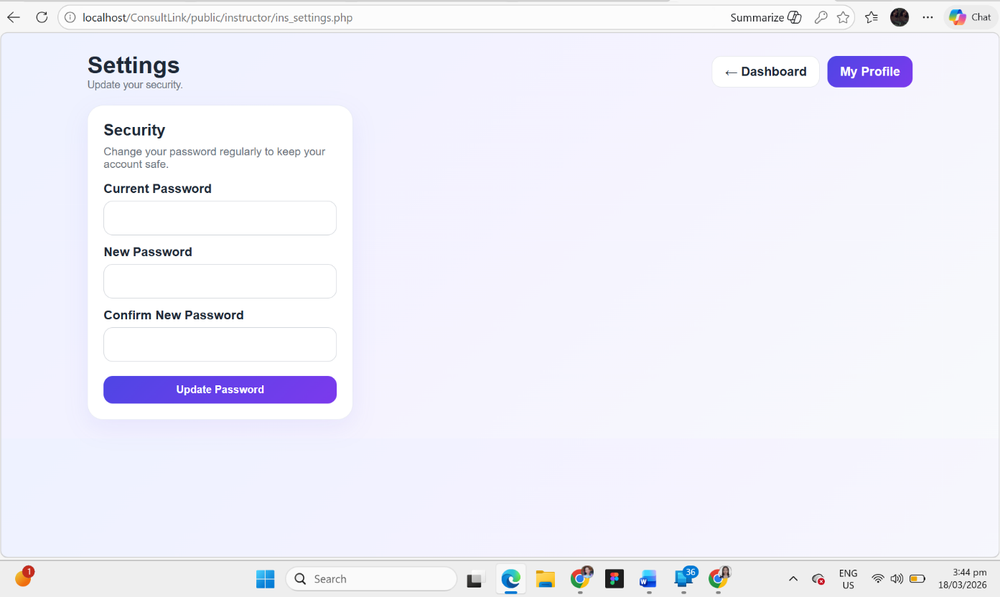 localhost/ConsultLink/public/instructor/ins_settings.php
Summarize
Chat
Settings
Update your security.
← Dashboard
My Profile
Security
Change your password regularly to keep your
account safe.
Current Password
New Password
Confirm New Password
Update Password
1
Search
36
ENG
US
3:44 pm
18/03/2026